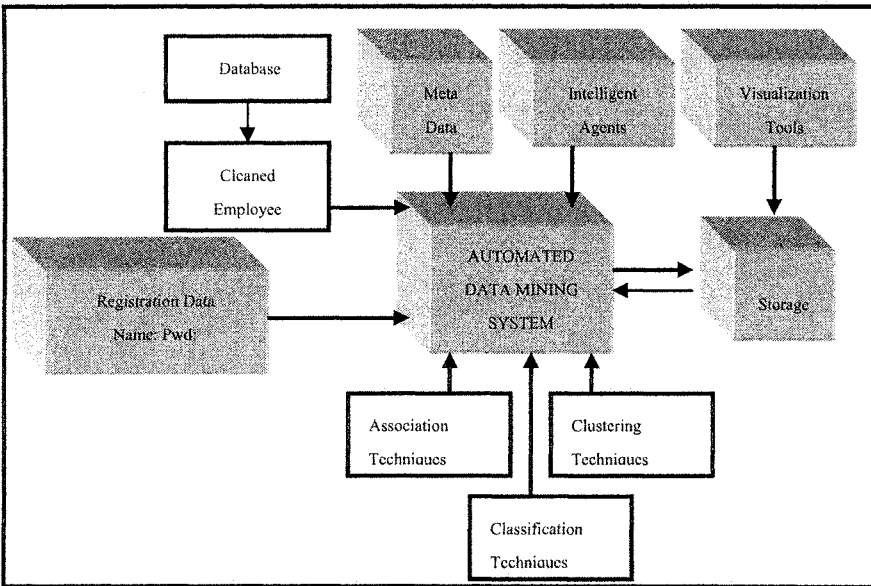 Database
Meta
Data
Intelligent
Agents
Visualization
Tools
Cleaned
Employee
AUTOMATED
DATA MINING
SYSTEM
Registration Data
Name: Pwd:
Storage
Association
Techniques
Clustering
Techniques
Classification
Techniques